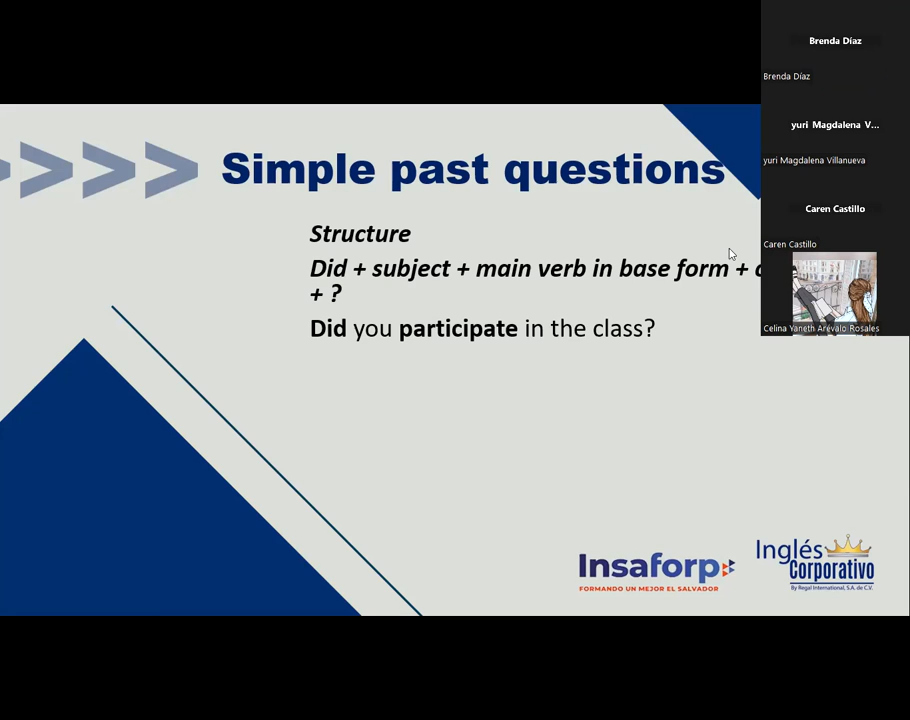 Simple past questions
Structure
Did + subject + main verb in base form +
+ ?
Did you participate in the class?
Brenda Díaz
Brenda Díaz
yuri Magdalena V...
yuri Magdalena Villanueva
Caren Castillo
Caren Castillo
Celina Yaneth Arévalo Rosales
Insaforp
FORMANDO UN MEJOR EL SALVADOR
Inglés
Corporativo
By Regal International, S.A. de C.V.